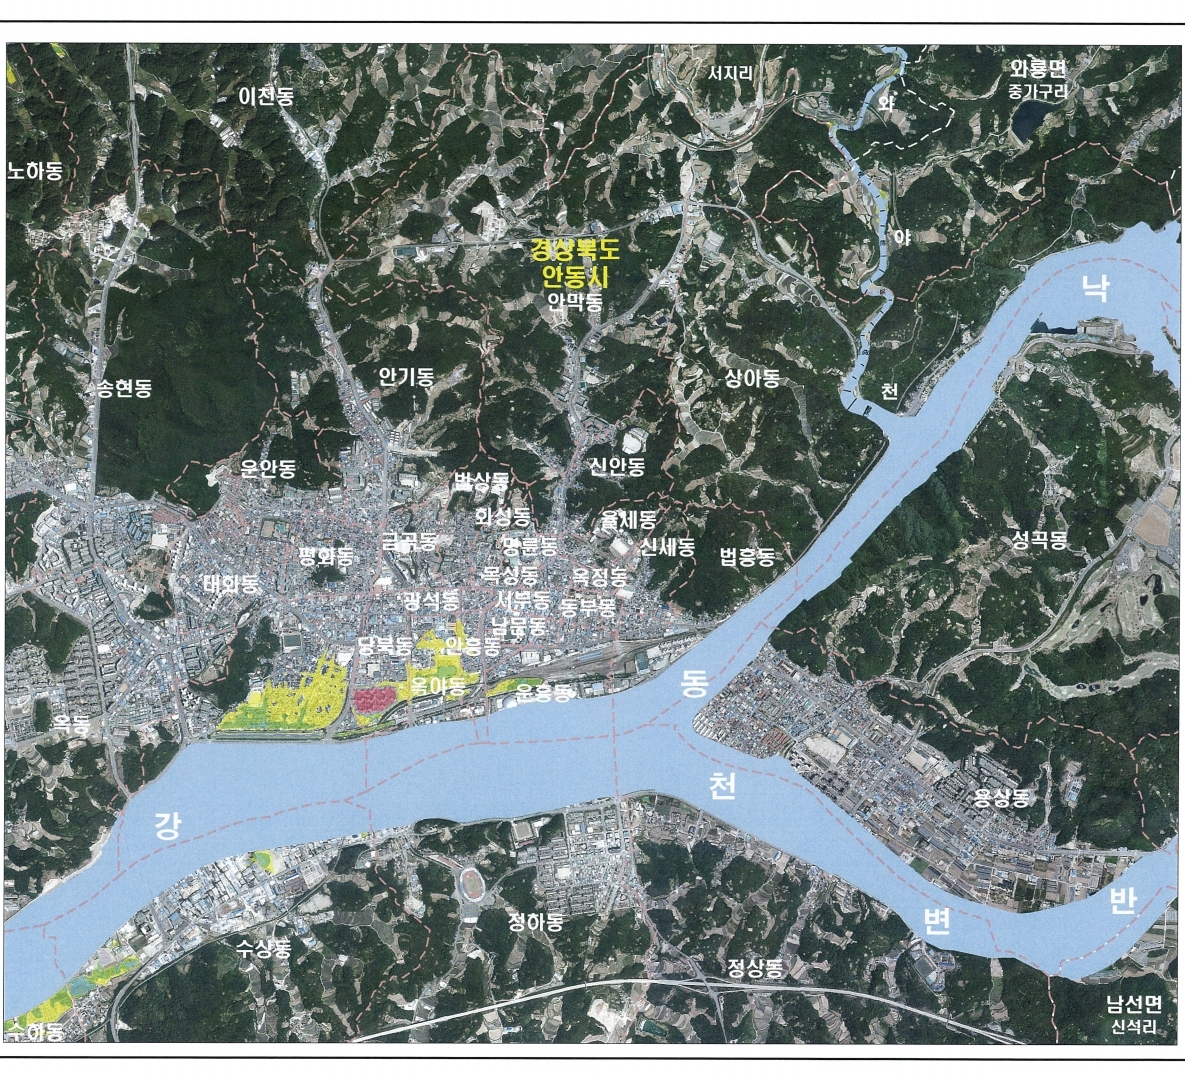 서지리
와룡면
중가구리
이천동
와
노하동
야
경상북도
안동시
안막동
낙
송현동
안기동
상아동
천
운안동
신안동
법상동
화성동
율세동
금곡동
명륜동
신세동
법흥동
성곡동
평화동
태화동
목성동
옥정동
광석동
서부동
동부동
남문동
당북동
안흥동
옥야동
운흥동
동
옥동
천
용상동
강
반
변
정하동
수상동
정상동
남선면
신석리
수하동